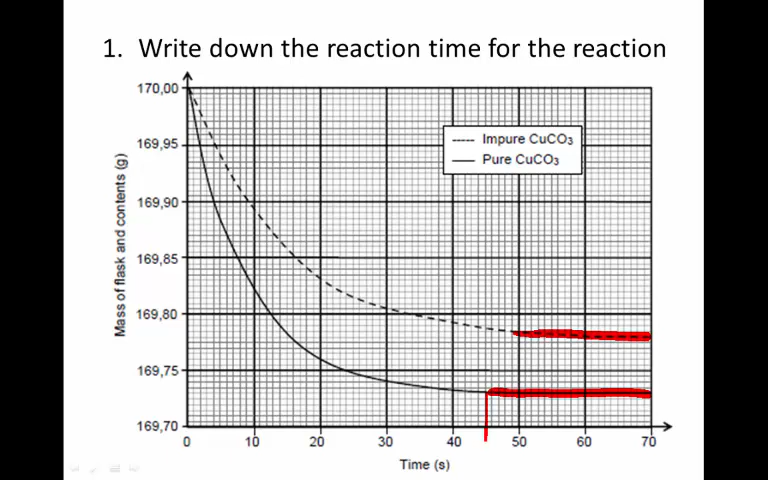 1. Write down the reaction time for the reaction
170,00
169,95
169,90
169,85
169,80
169,75
169,70
Mass of flask and contents (g)
Impure CuCO₃
Pure CuCO₃
0 10 20 30 40 50 60 70
Time (s)